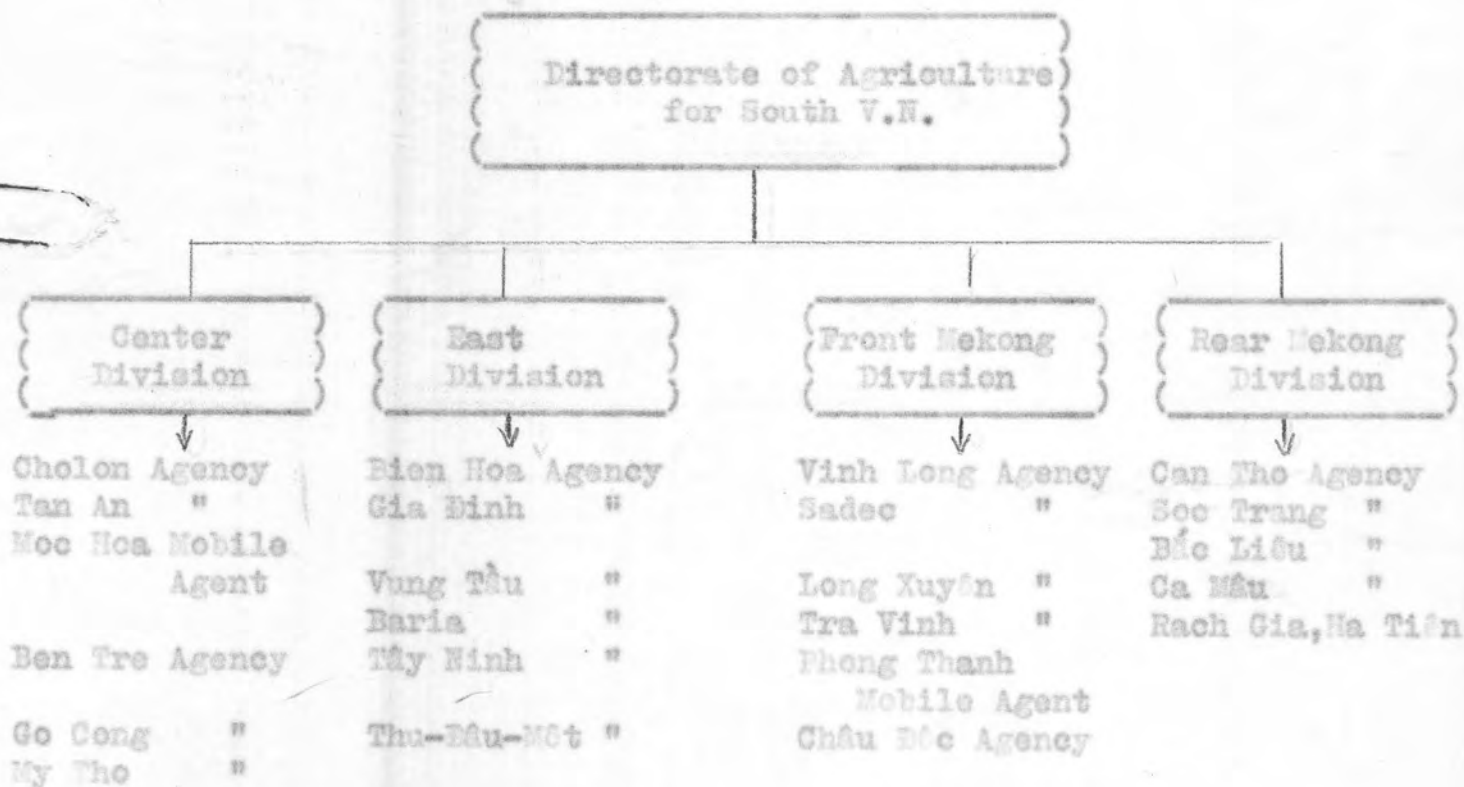 Directorate of Agriculture
for South V.N.
Center
Division
East
Division
Front Mekong
Division
Rear Mekong
Division
Cholon Agency
Tan An "
Moc Hoa Mobile
Agent
Ben Tre Agency
Go Cong "
My Tho "
Bien Hoa Agency
Gia Đinh "
Vung Tầu "
Baria "
Tây Ninh "
Thu-Đâu-Môt "
Vinh Long Agency
Sadec "
Long Xuyên "
Tra Vinh "
Phong Thanh
Mobile Agent
Châu Đôc Agency
Can Tho Agency
Soc Trang "
Bắc Liêu "
Ca Mâu "
Rach Gia,Ha Tiên